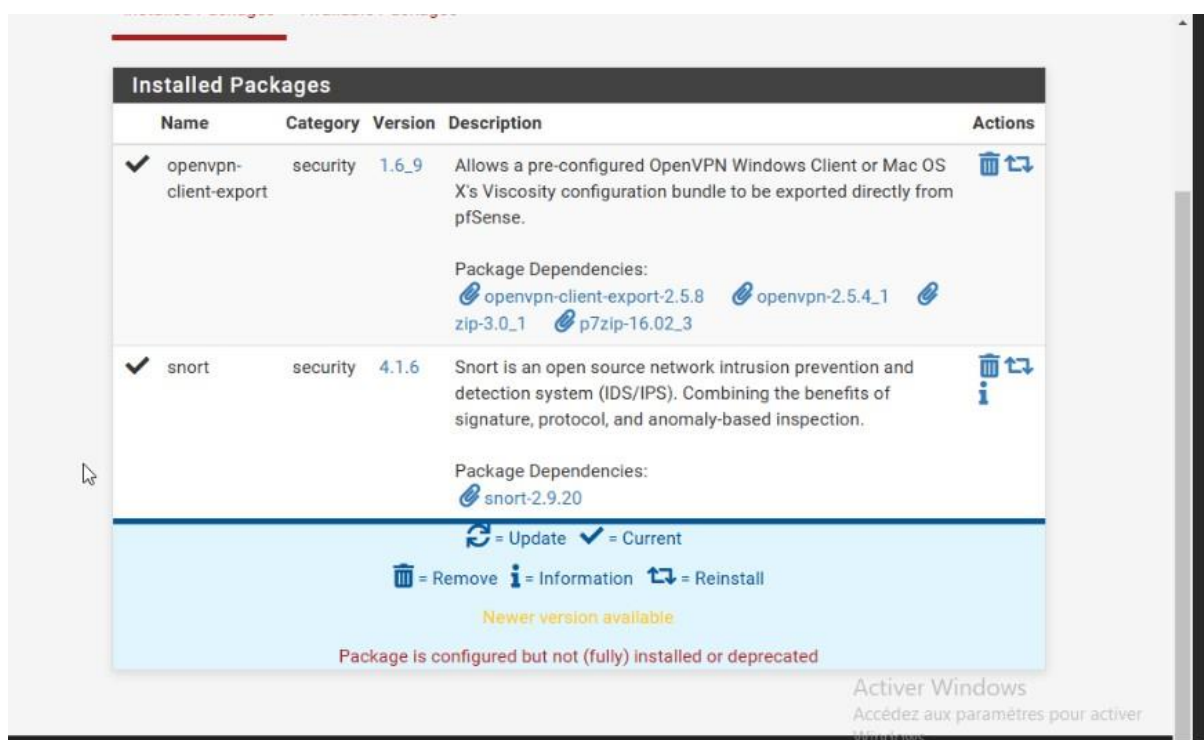 Installed Packages
Name Category Version Description Actions
openvpn-client-export security 1.6_9 Allows a pre-configured OpenVPN Windows Client or Mac OS
X's Viscosity configuration bundle to be exported directly from
pfSense.
Package Dependencies:
openvpn-client-export-2.5.8 openvpn-2.5.4_1
zip-3.0_1 p7zip-16.02_3
snort security 4.1.6 Snort is an open source network intrusion prevention and
detection system (IDS/IPS). Combining the benefits of
signature, protocol, and anomaly-based inspection.
Package Dependencies:
snort-2.9.20
= Update = Current
= Remove = Information = Reinstall
Newer version available
Package is configured but not (fully) installed or deprecated
Activer Windows
Accédez aux paramètres pour activer